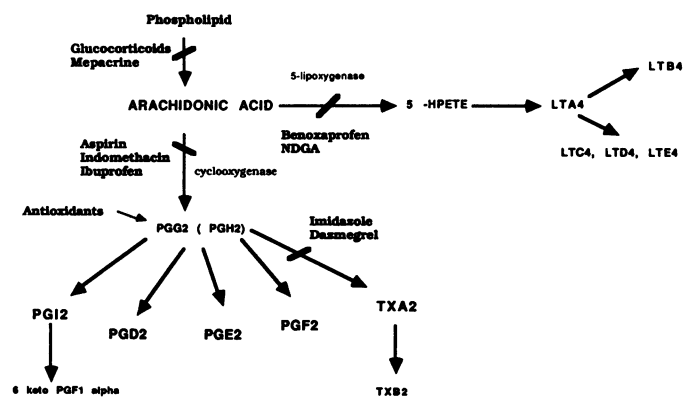 Phospholipid
Glucocorticoids
Mepacrine
5-lipoxygenase
LTB4
ARACHIDONIC ACID
5 -HPETE
LTA4
Benoxaprofen
NDGA
LTC4, LTD4, LTE4
Aspirin
Indomethacin
Ibuprofen
cyclooxygenase
Antioxidants
PGG2 ( PGH2)
Imidazole
Dazmegrel
PGI2
PGD2
PGE2
PGF2
TXA2
6 keto PGF1 alpha
TXB2